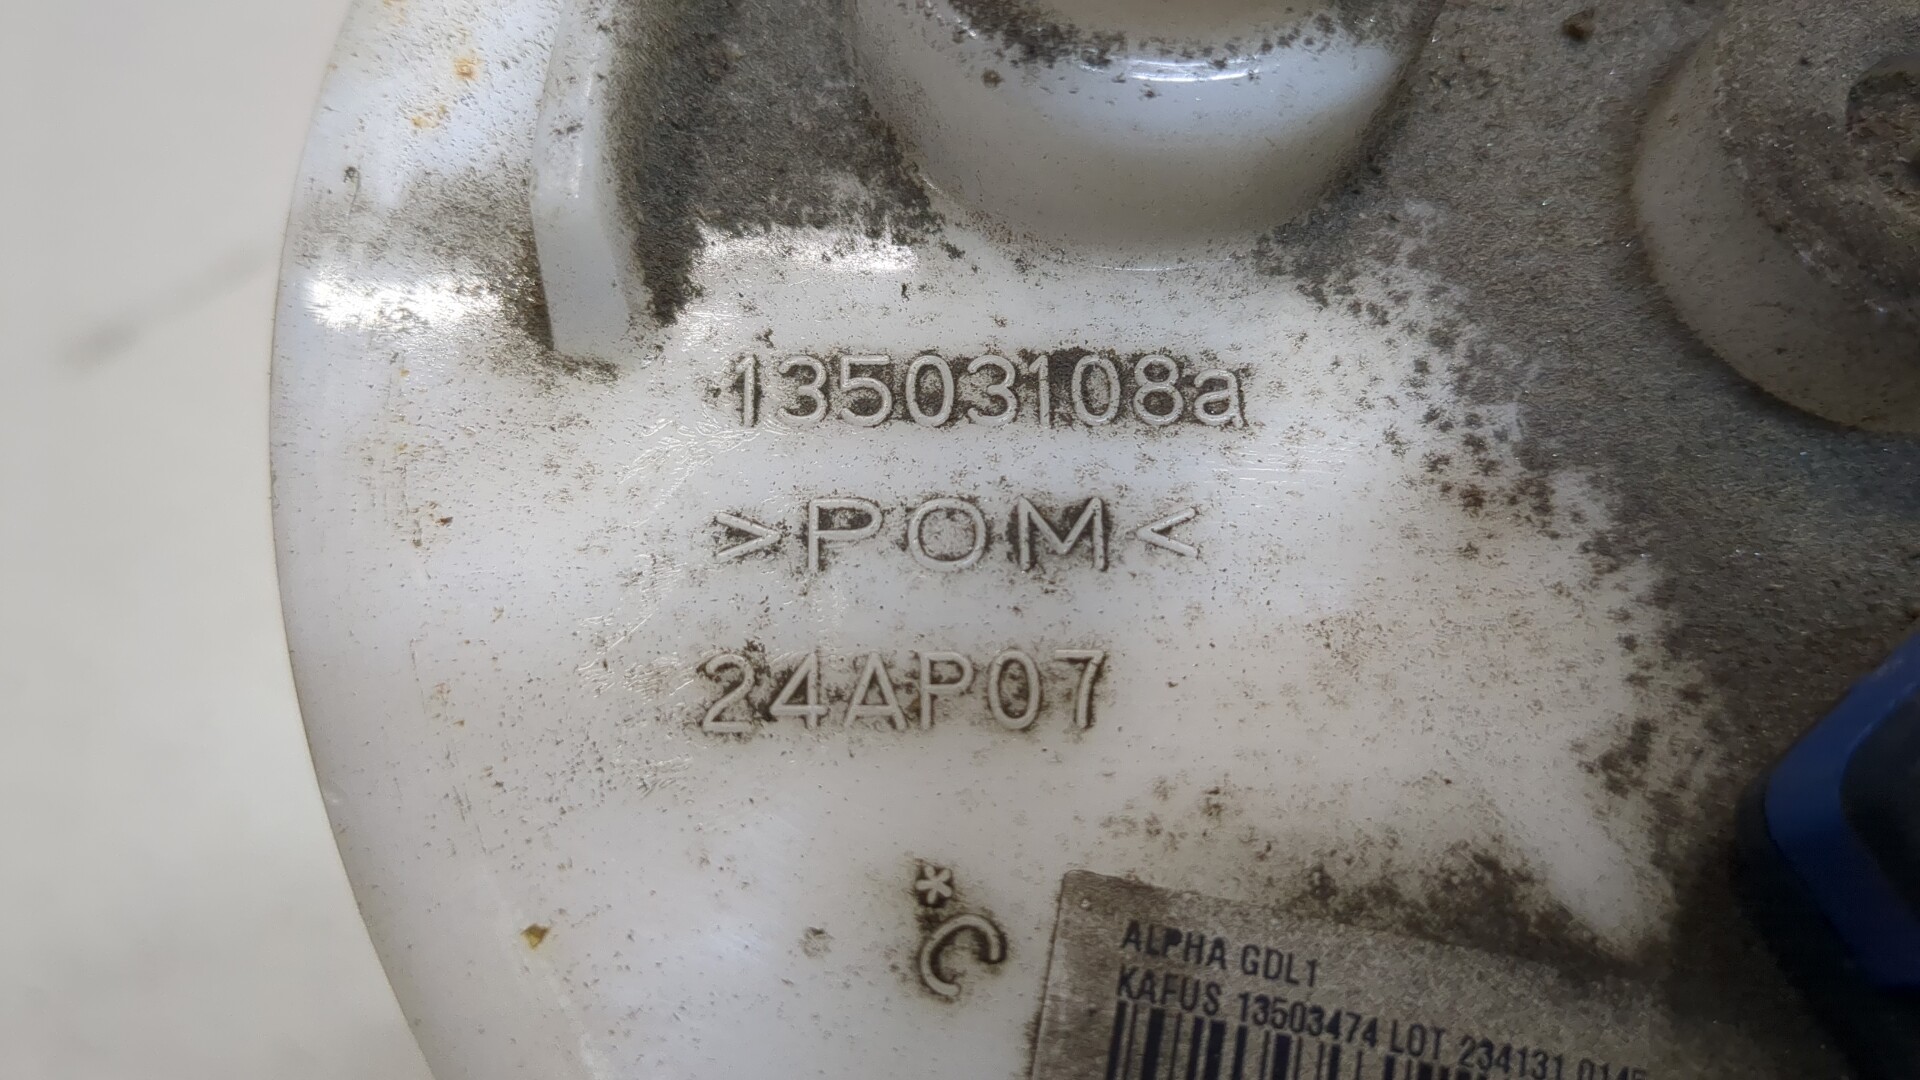 13503108a
>POM<
24AP07
*
ALPHA GDL1
KAFUS 13503474 LOT 234131